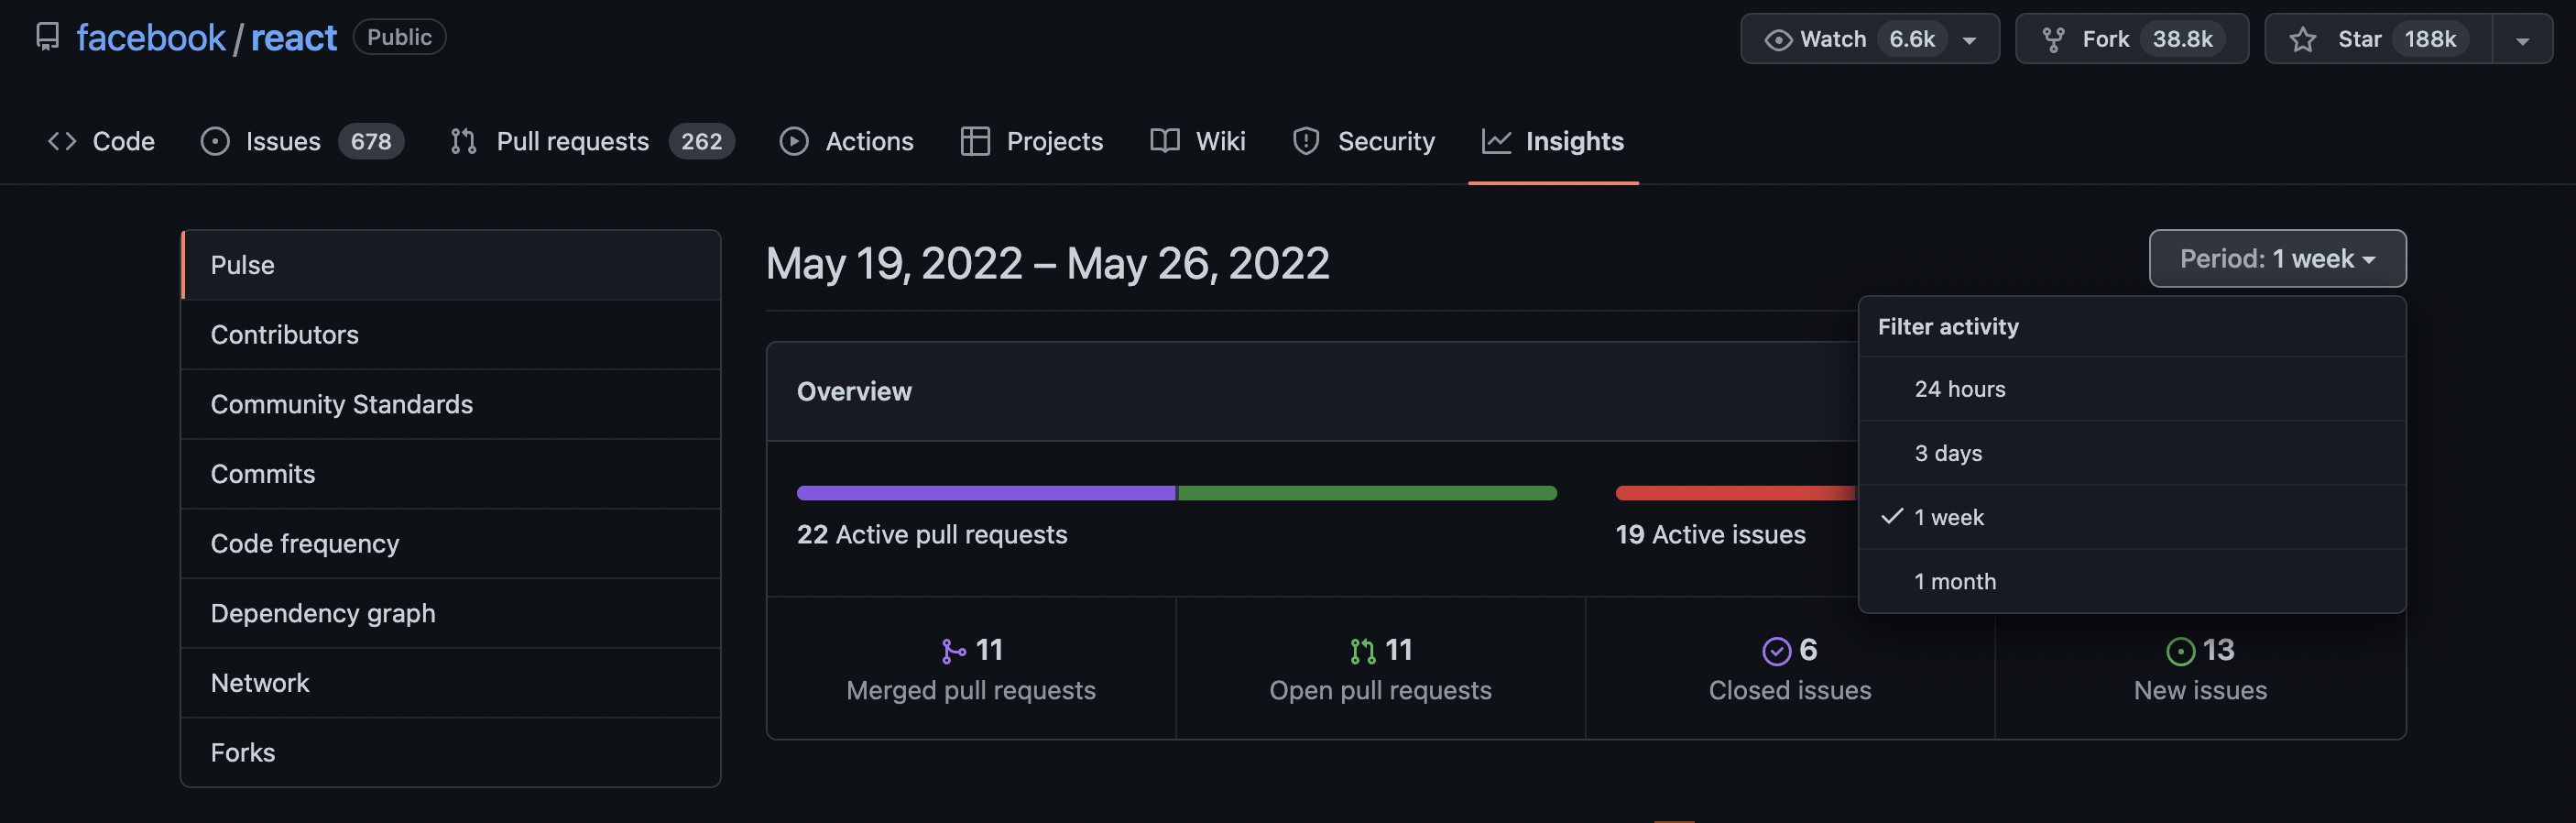 facebook / react Public
Watch 6.6k Fork 38.8k Star 188k
Code Issues 678 Pull requests 262 Actions Projects Wiki Security Insights
Pulse
Contributors
Community Standards
Commits
Code frequency
Dependency graph
Network
Forks
May 19, 2022 – May 26, 2022
Period: 1 week
Filter activity
24 hours
3 days
1 week
1 month
Overview
22 Active pull requests
19 Active issues
11
Merged pull requests
11
Open pull requests
6
Closed issues
13
New issues